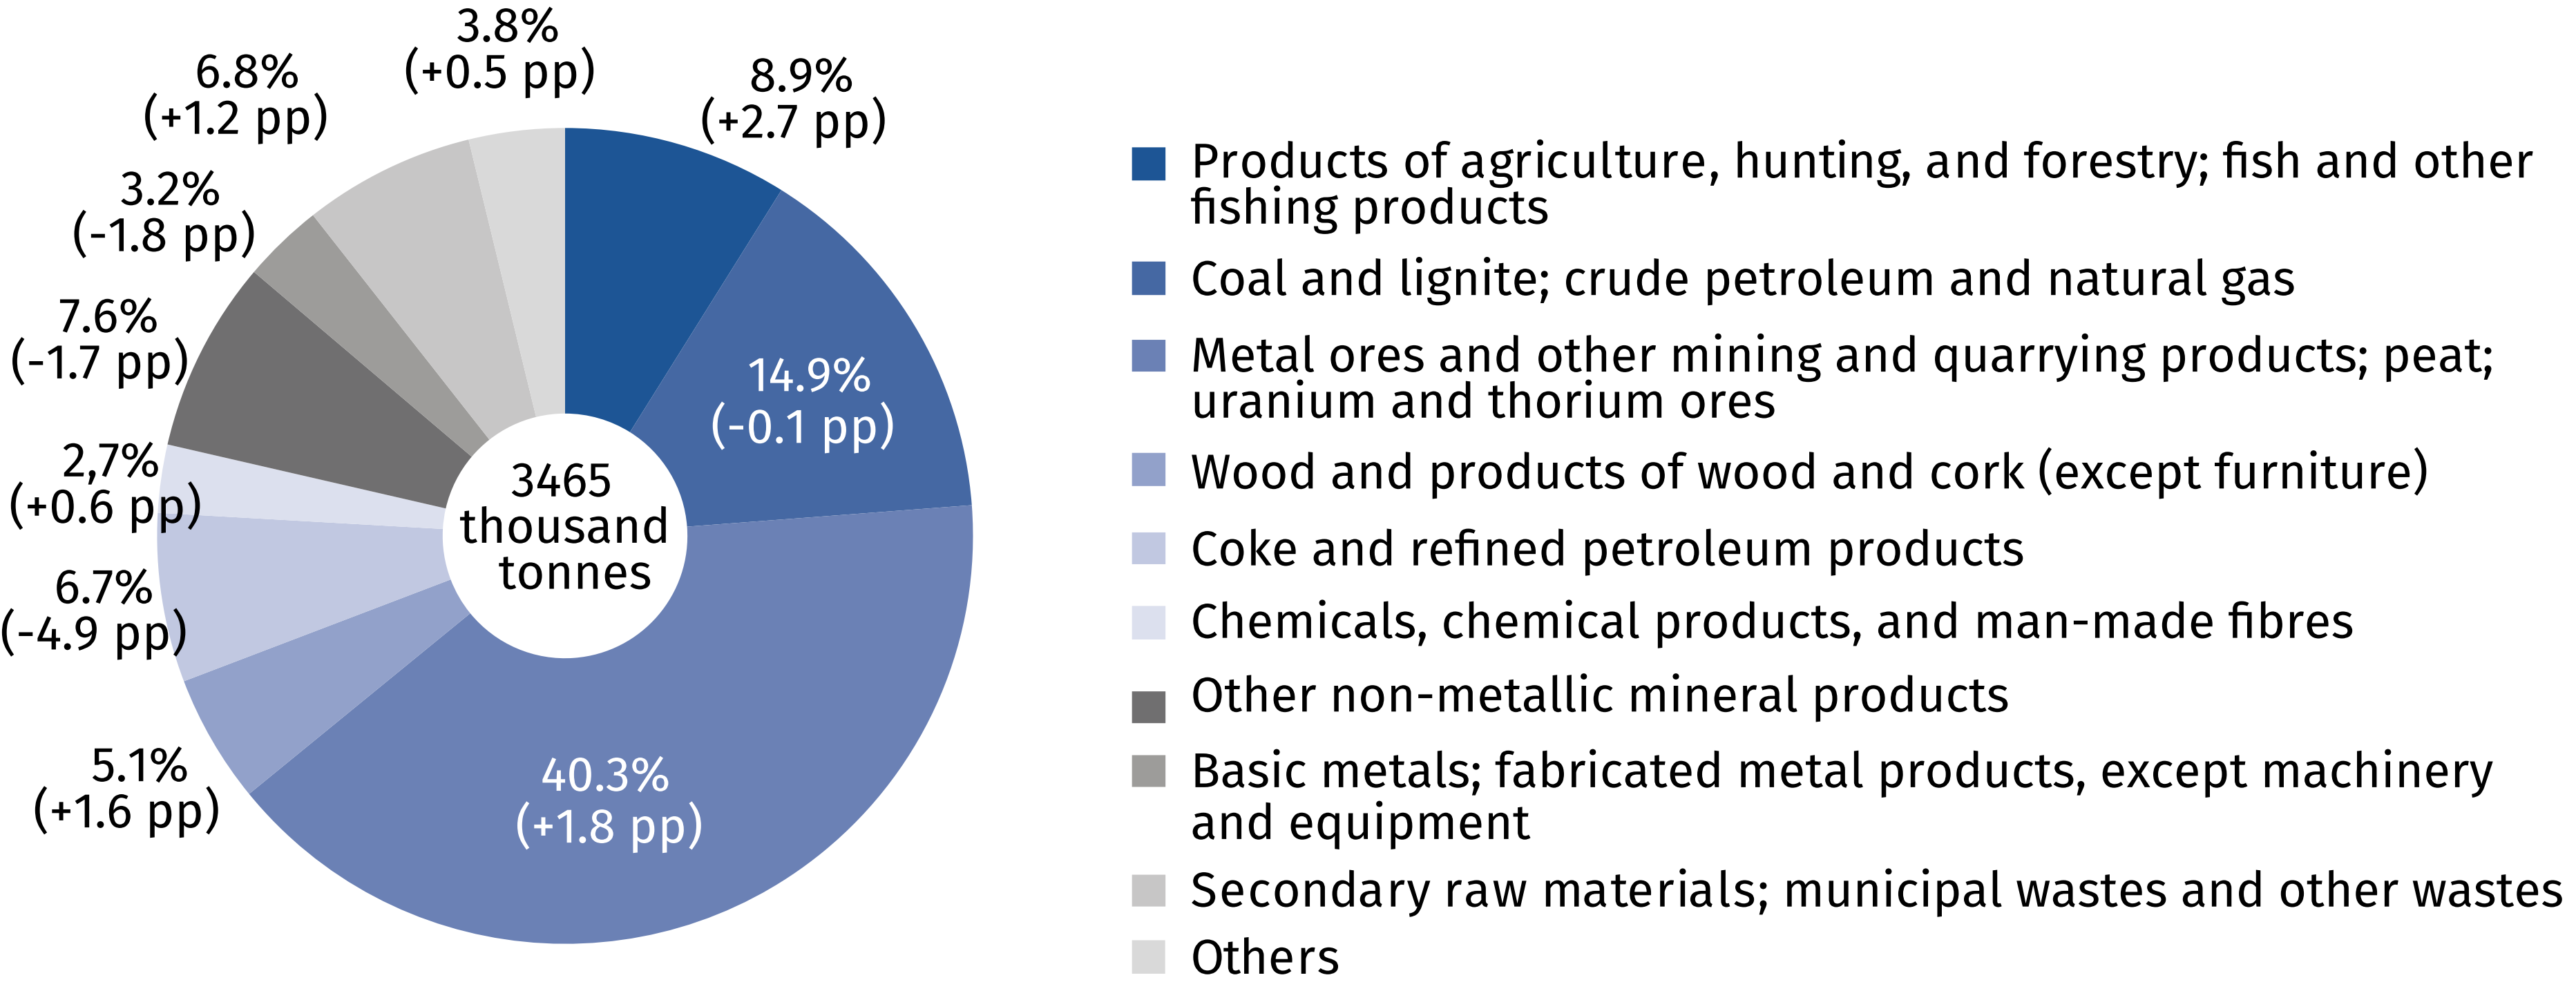 3.8%
(+0.5 pp)
6.8%
(+1.2 pp)
8.9%
(+2.7 pp)
3.2%
(-1.8 pp)
7.6%
(-1.7 pp)
14.9%
(-0.1 pp)
2,7%
(+0.6 pp)
3465
thousand
tonnes
6.7%
(-4.9 pp)
5.1%
(+1.6 pp)
40.3%
(+1.8 pp)
Products of agriculture, hunting, and forestry; fish and other
fishing products
Coal and lignite; crude petroleum and natural gas
Metal ores and other mining and quarrying products; peat;
uranium and thorium ores
Wood and products of wood and cork (except furniture)
Coke and refined petroleum products
Chemicals, chemical products, and man-made fibres
Other non-metallic mineral products
Basic metals; fabricated metal products, except machinery
and equipment
Secondary raw materials; municipal wastes and other wastes
Others